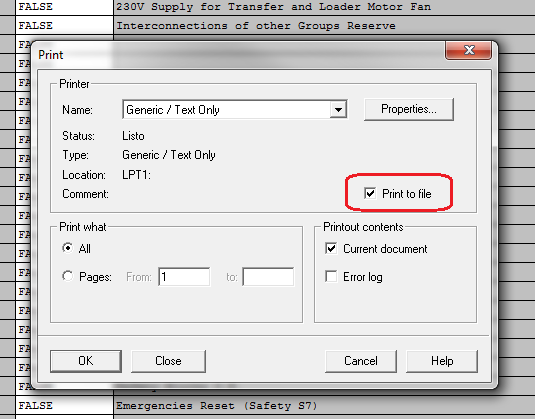 FALSE 230V Supply for Transfer and Loader Motor Fan
FALSE Interconnections of other Groups Reserve
Print
Printer
Name: Generic / Text Only Properties...
Status: Listo
Type: Generic / Text Only
Location: LPT1:
Comment: Print to file
Print what Printout contents
All Current document
Pages: From: 1 to: Error log
OK Close Cancel Help
FALSE Emergencies Reset (Safety S7)